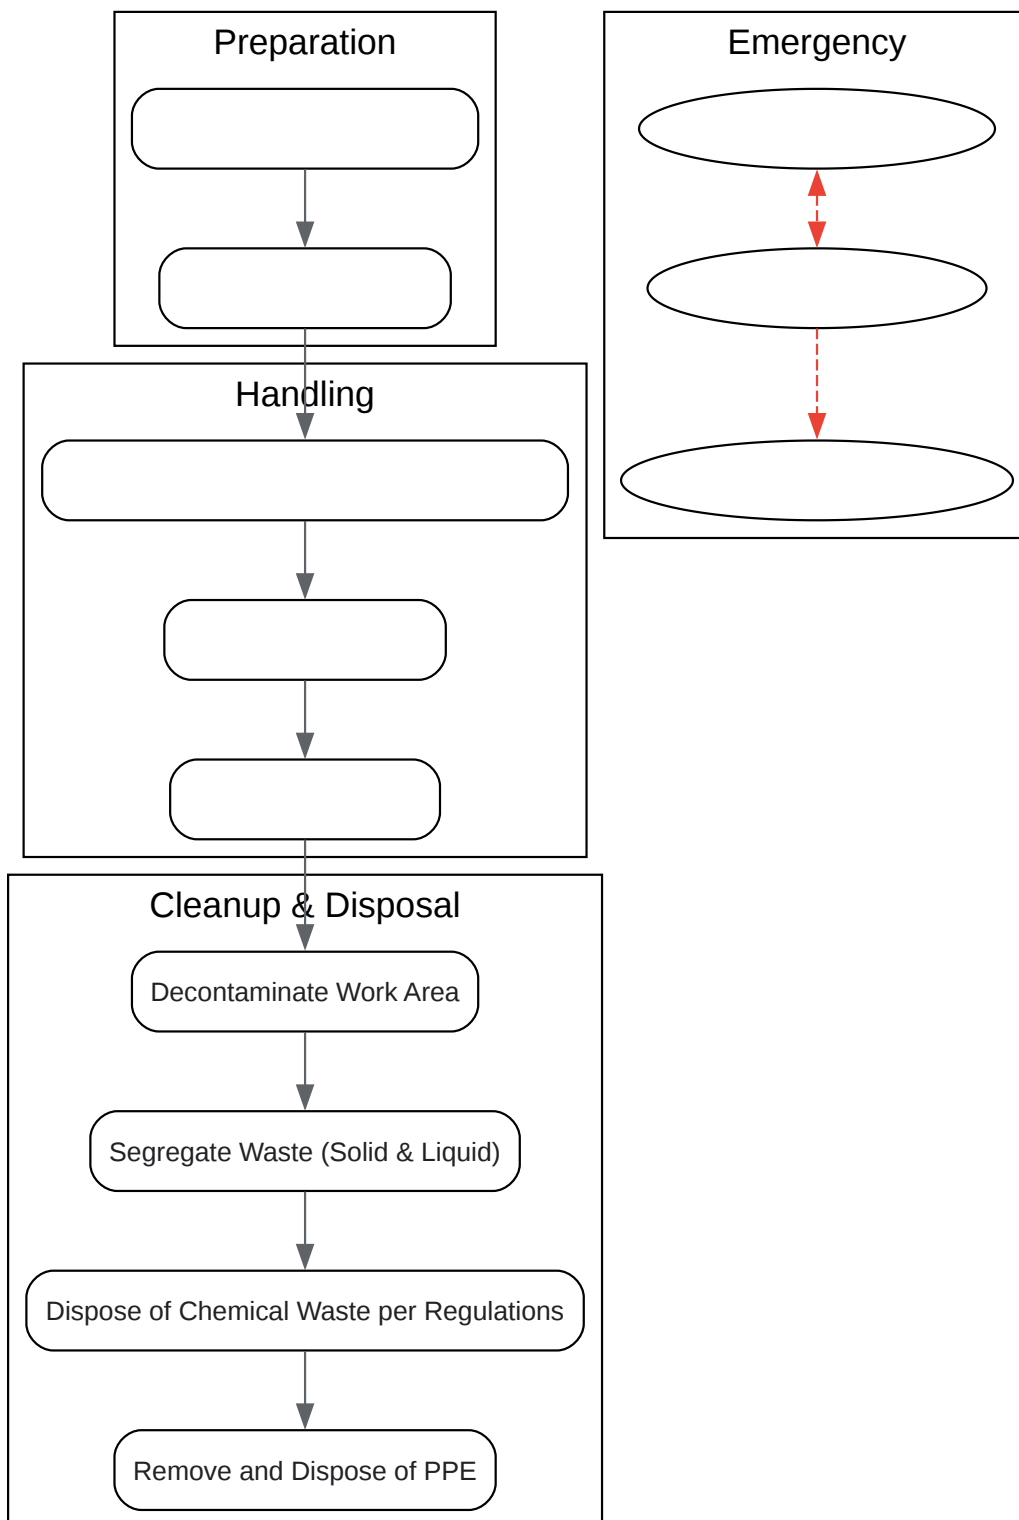 Preparation
Emergency
Handling
Cleanup & Disposal
Decontaminate Work Area
Segregate Waste (Solid & Liquid)
Dispose of Chemical Waste per Regulations
Remove and Dispose of PPE